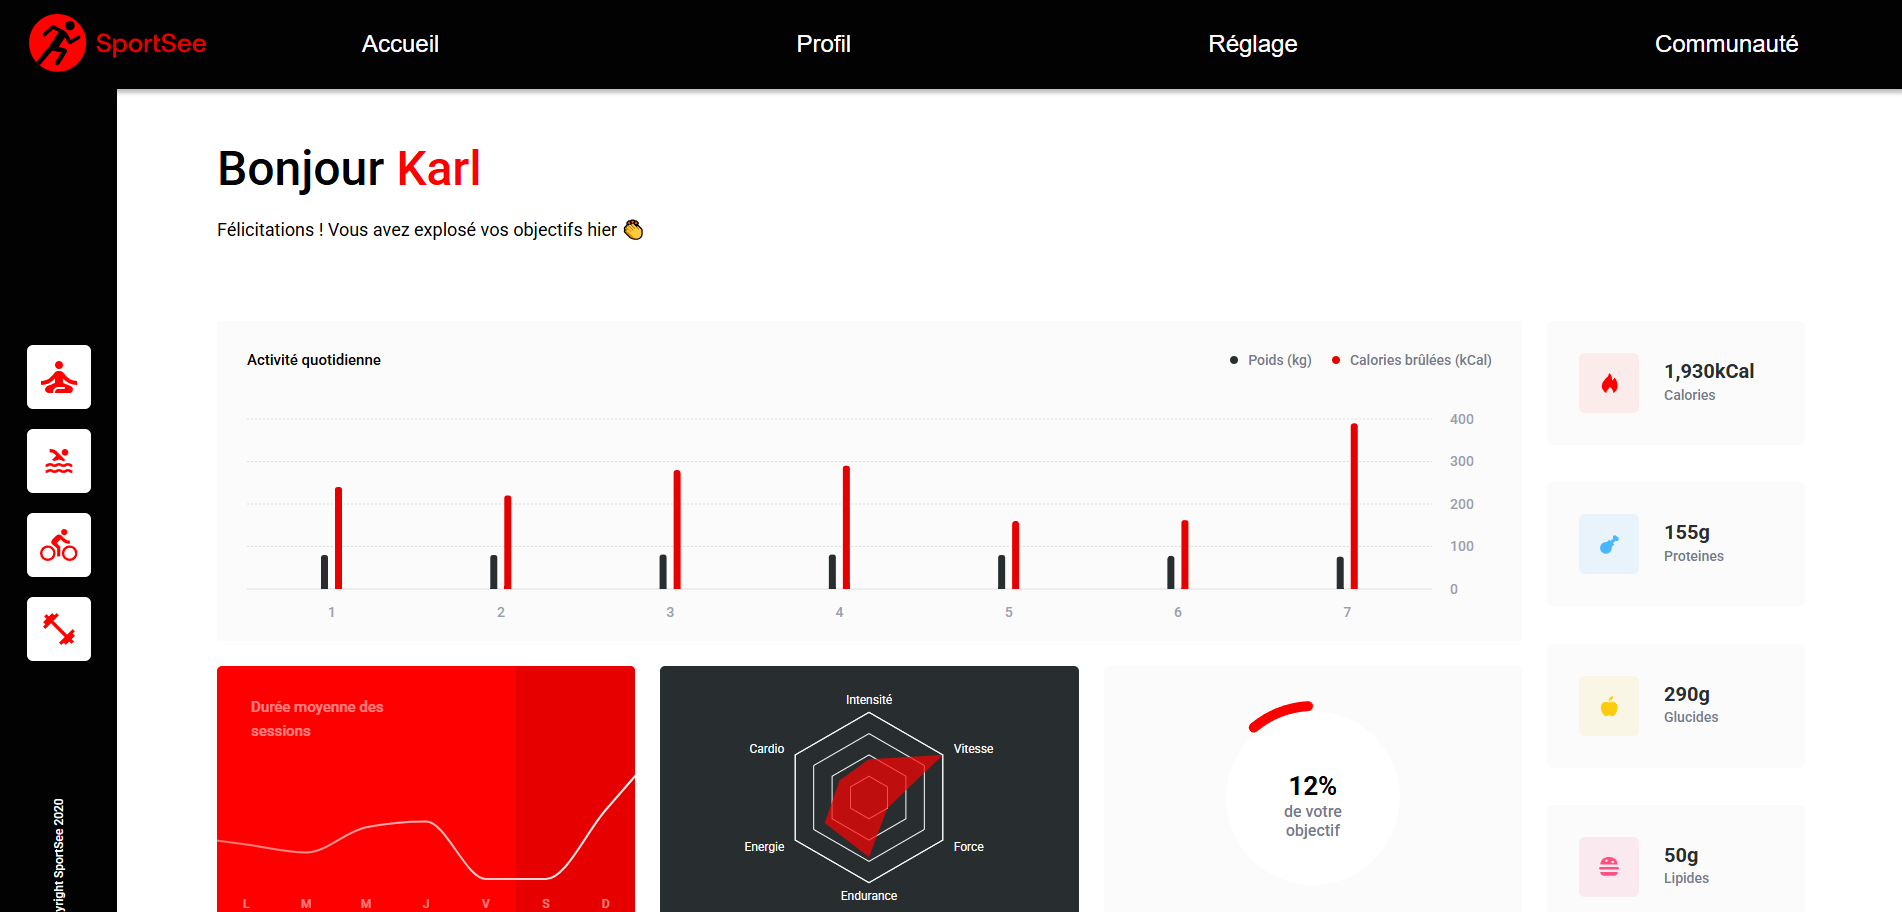 SportSee
Accueil
Profil
Réglage
Communauté
Bonjour Karl
Félicitations ! Vous avez explosé vos objectifs hier 👏
Activité quotidienne
Poids (kg)
Calories brûlées (kCal)
400
300
200
100
0
1
2
3
4
5
6
7
1,930kCal
Calories
155g
Proteines
290g
Glucides
50g
Lipides
Durée moyenne des
sessions
L
M
M
J
V
S
D
Intensité
Vitesse
Force
Endurance
Energie
Cardio
12%
de votre
objectif
SportSee 2020